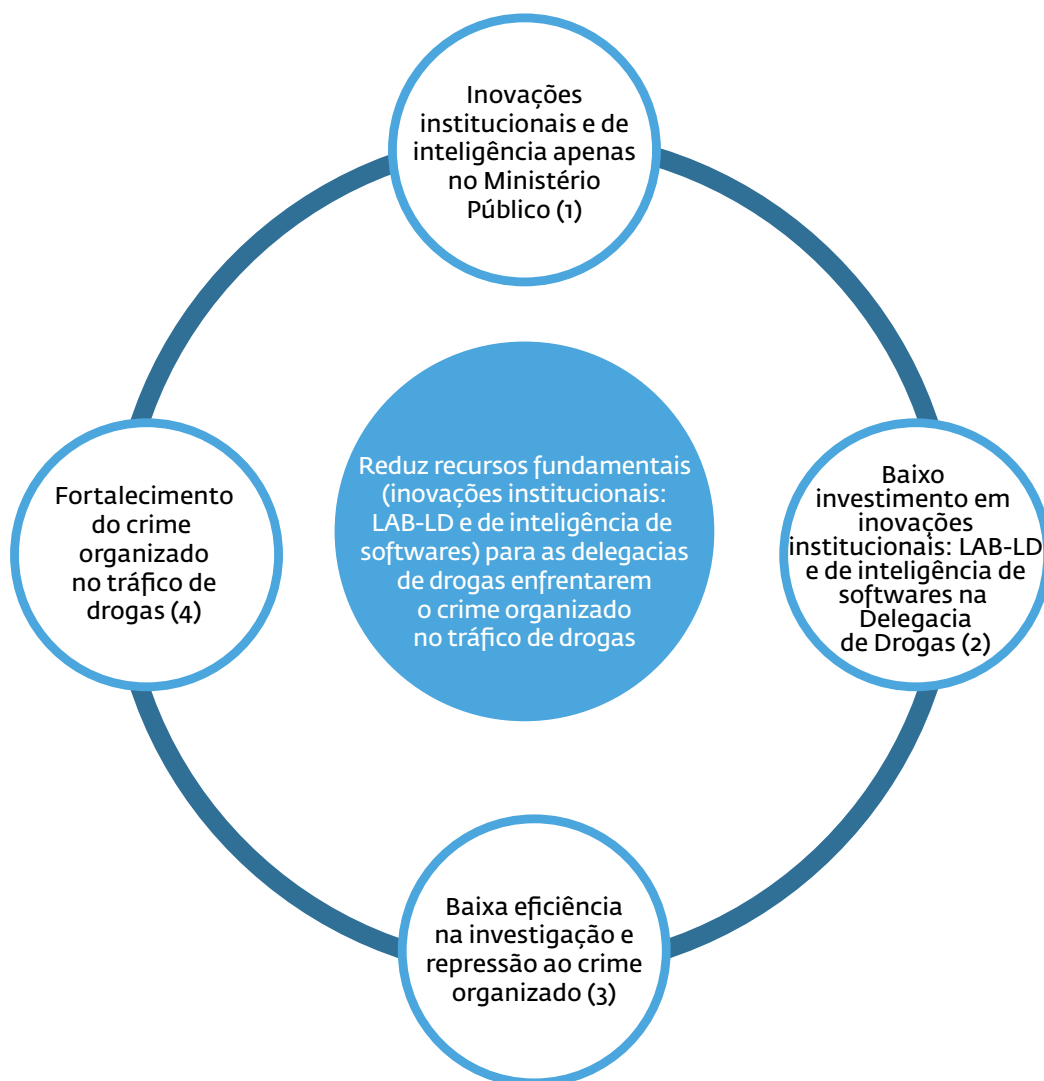 Inovações
institucionais e de
inteligência apenas
no Ministério
Público (1)
Baixo
investimento em
inovações
institucionais: LAB-LD
e de inteligência de
softwares na
Delegacia
de Drogas (2)
Reduz recursos fundamentais
(inovações institucionais:
LAB-LD e de inteligência de
softwares) para as delegacias
de drogas enfrentarem
o crime organizado
no tráfico de drogas
Fortalecimento
do crime
organizado
no tráfico de
drogas (4)
Baixa eficiência
na investigação e
repressão ao crime
organizado (3)